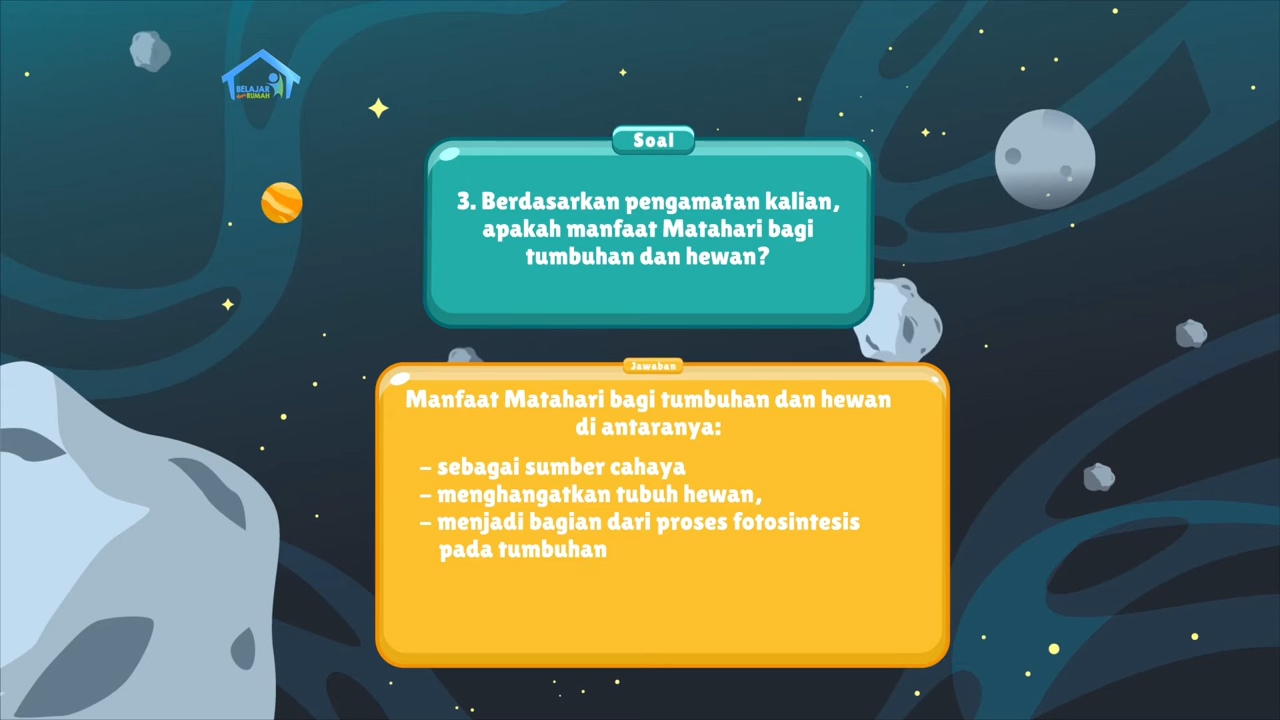 BELAJAR
dari RUMAH
Soal
3. Berdasarkan pengamatan kalian,
apakah manfaat Matahari bagi
tumbuhan dan hewan?
Jawaban
Manfaat Matahari bagi tumbuhan dan hewan
di antaranya:
– sebagai sumber cahaya
– menghangatkan tubuh hewan,
– menjadi bagian dari proses fotosintesis
pada tumbuhan